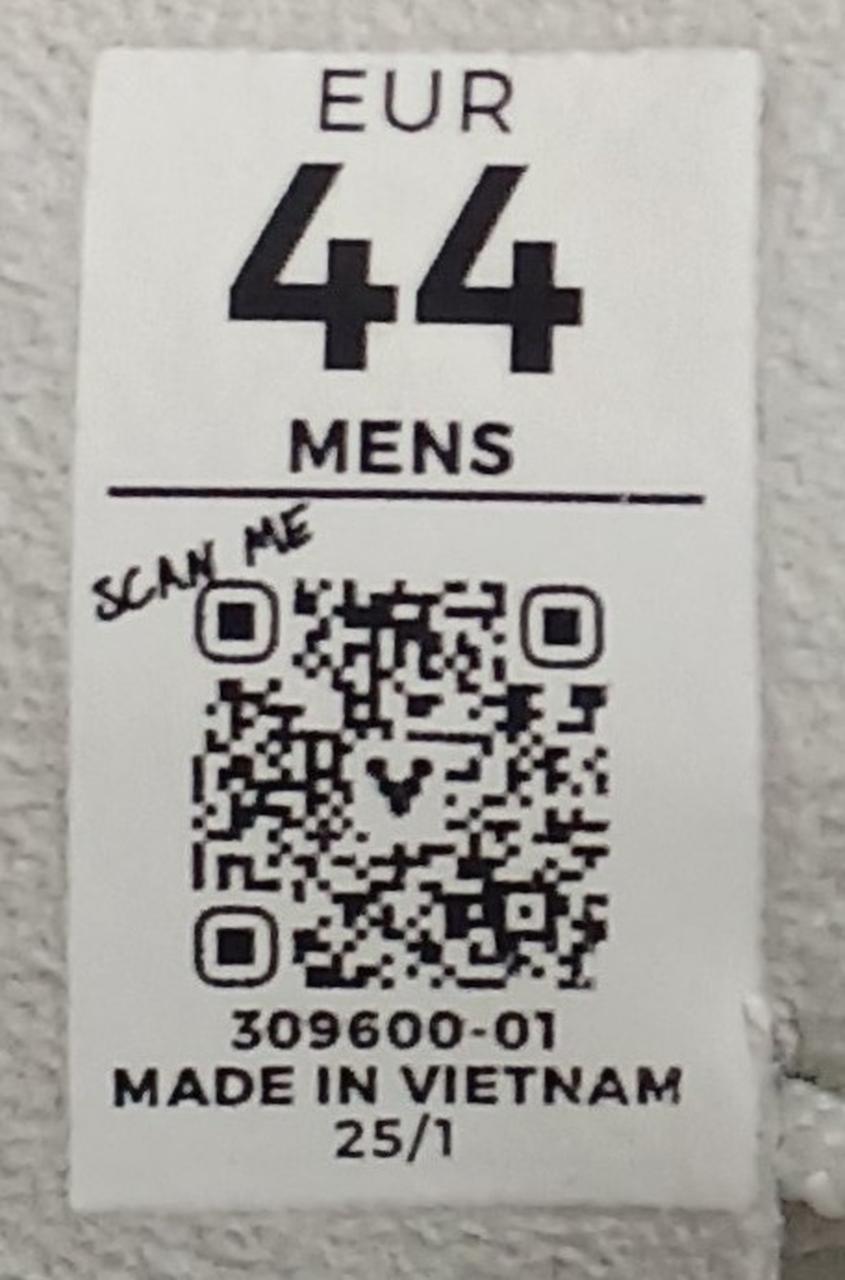 EUR
44
MENS
SCAN ME
309600-01
MADE IN VIETNAM
25/1